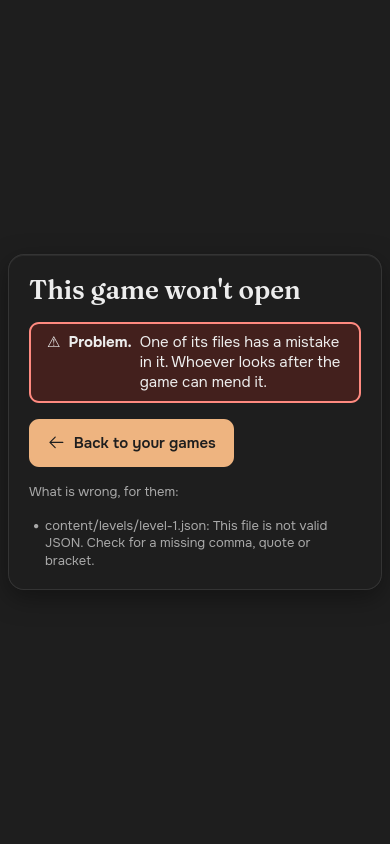 This game won't open
⚠ Problem. One of its files has a mistake
in it. Whoever looks after the
game can mend it.
← Back to your games
What is wrong, for them:
• content/levels/level-1.json: This file is not valid
JSON. Check for a missing comma, quote or
bracket.